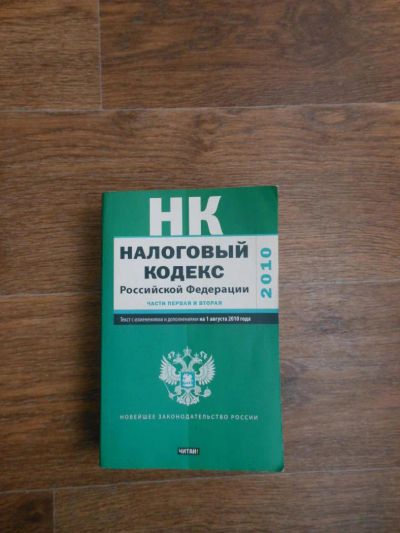 НК
НАЛОГОВЫЙ
КОДЕКС
Российской Федерации
ЧАСТИ ПЕРВАЯ И ВТОРАЯ
2010
Текст с изменениями и дополнениями на 1 августа 2010 года
НОВЕЙШЕЕ ЗАКОНОДАТЕЛЬСТВО РОССИИ
ЧИТАЙ!